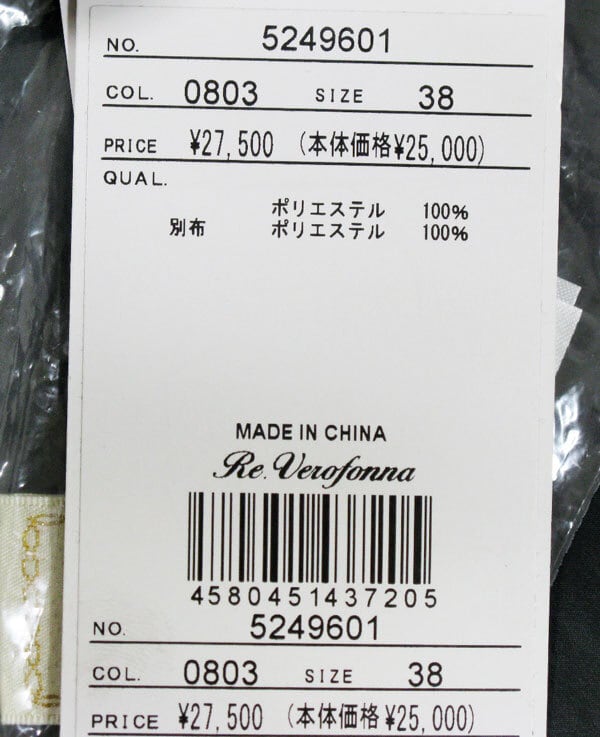 NO. 5249601
COL. 0803 SIZE 38
PRICE ¥27,500 (本体価格¥25,000)
QUAL.
ポリエステル 100%
別布 ポリエステル 100%
MADE IN CHINA
Re.Verofonna
4580451437205
NO. 5249601
COL. 0803 SIZE 38
PRICE ¥27,500 (本体価格¥25,000)